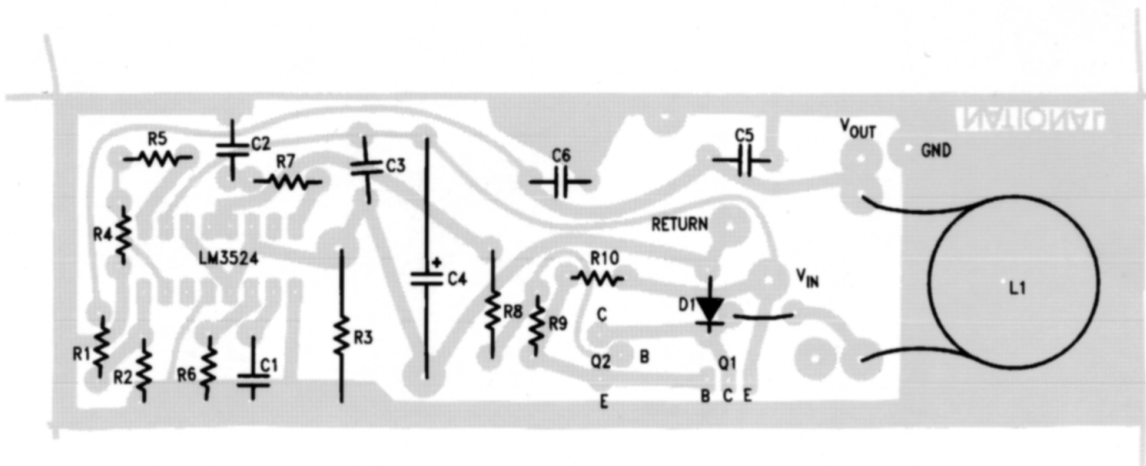 NATIONAL
R5
C2
R7
C3
C6
C5
VOUT
GND
R4
LM3524
RETURN
C4
R10
VIN
L1
D1
R8
R9
C
R1
R2
R6
C1
R3
Q2
B
Q1
E
B C E